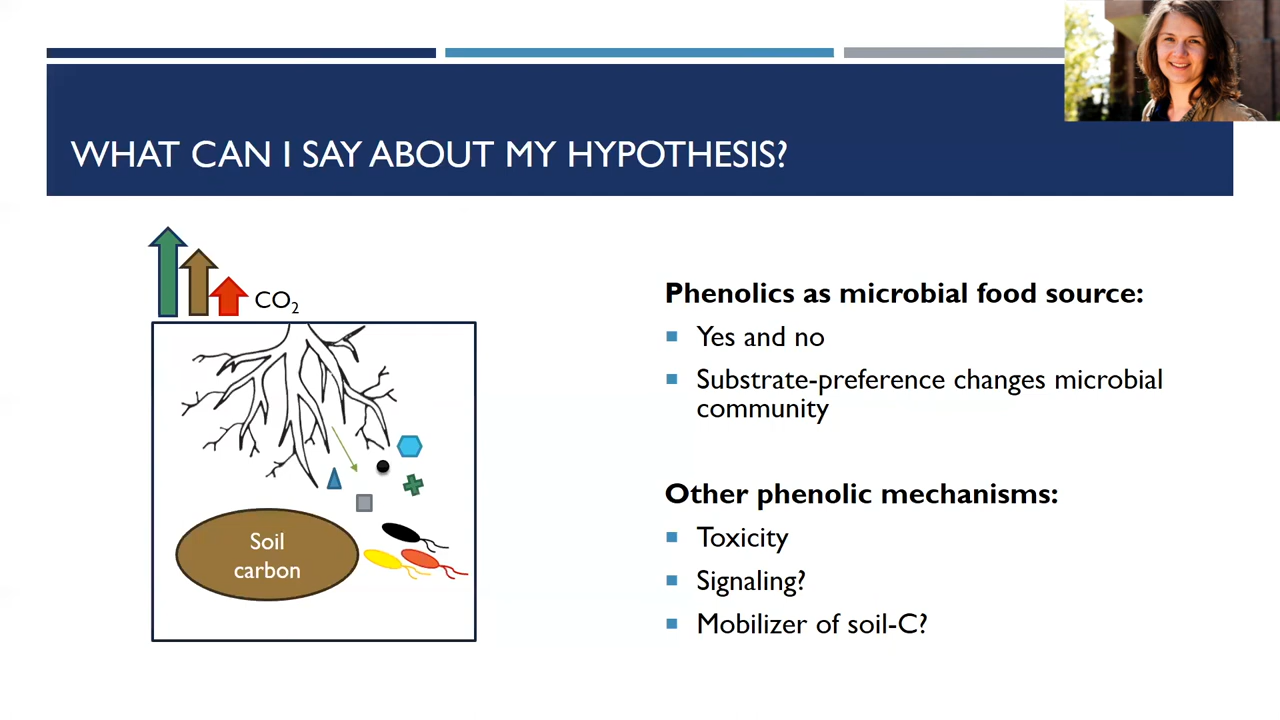 WHAT CAN I SAY ABOUT MY HYPOTHESIS?
CO₂
Soil
carbon
Phenolics as microbial food source:
Yes and no
Substrate-preference changes microbial
community
Other phenolic mechanisms:
Toxicity
Signaling?
Mobilizer of soil-C?